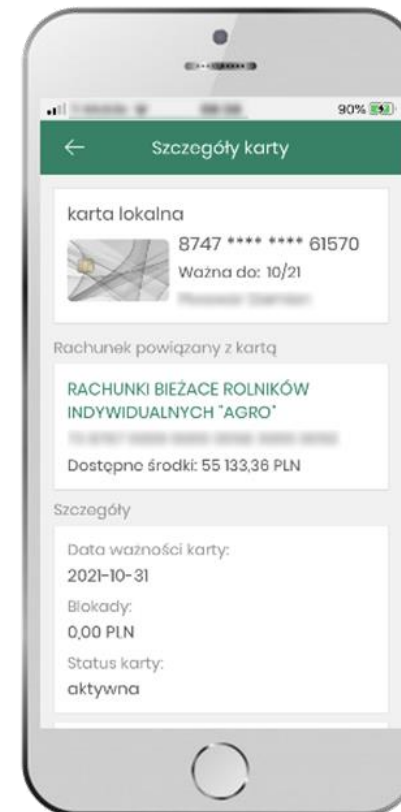 90%
Szczegóły karty
karta lokalna
8747 **** **** 61570
Ważna do: 10/21
Rachunek powiązany z kartą
RACHUNKI BIEŻACE ROLNIKÓW
INDYWIDUALNYCH "AGRO"
Dostępne środki: 55 133,36 PLN
Szczegóły
Data ważności karty:
2021-10-31
Blokady:
0,00 PLN
Status karty:
aktywna